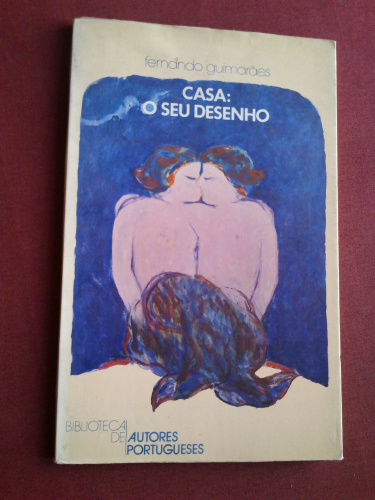 fernando guimarães
CASA:
O SEU DESENHO
BIBLIOTECA
DE AUTORES
PORTUGUESES